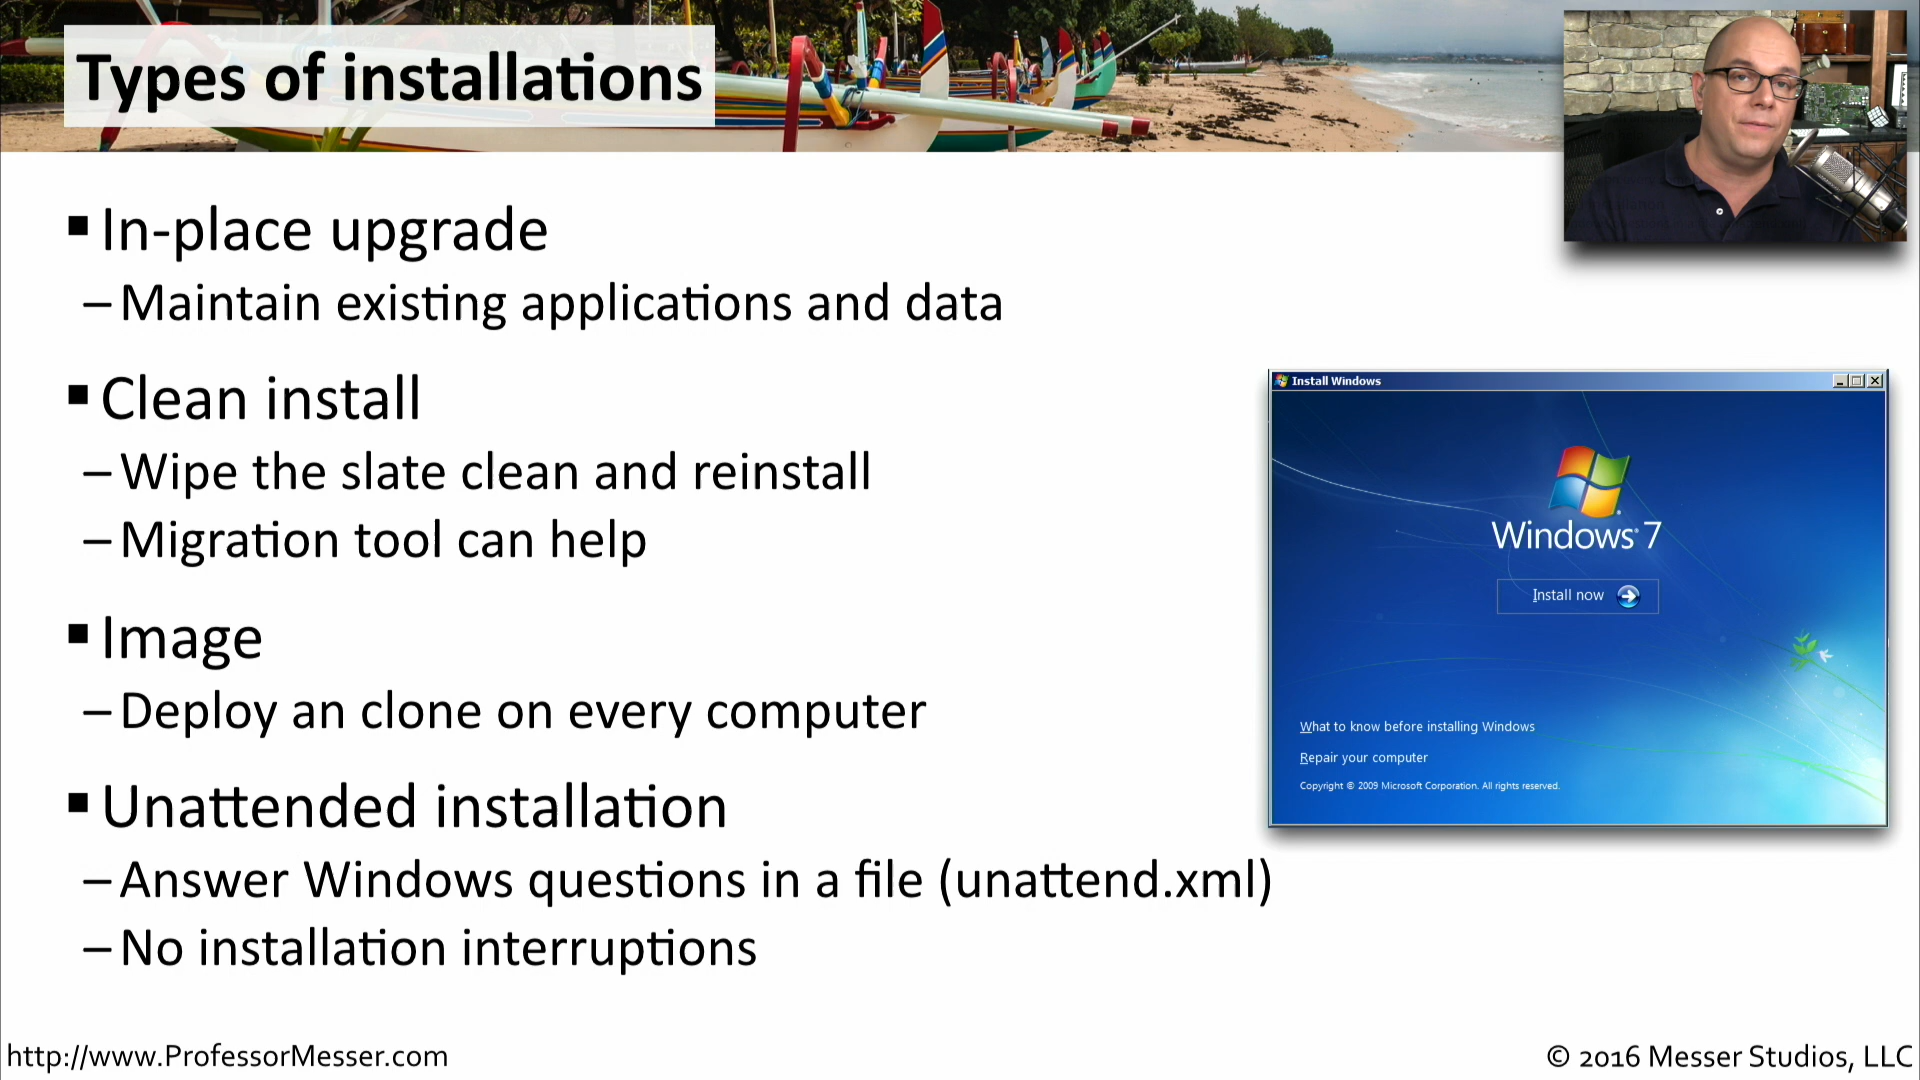 Types of installations
▪ In-place upgrade
– Maintain existing applications and data
▪ Clean install
– Wipe the slate clean and reinstall
– Migration tool can help
▪ Image
– Deploy an clone on every computer
▪ Unattended installation
– Answer Windows questions in a file (unattend.xml)
– No installation interruptions
Install Windows
Windows 7
Install now
What to know before installing Windows
Repair your computer
Copyright © 2009 Microsoft Corporation. All rights reserved.
http://www.ProfessorMesser.com
© 2016 Messer Studios, LLC